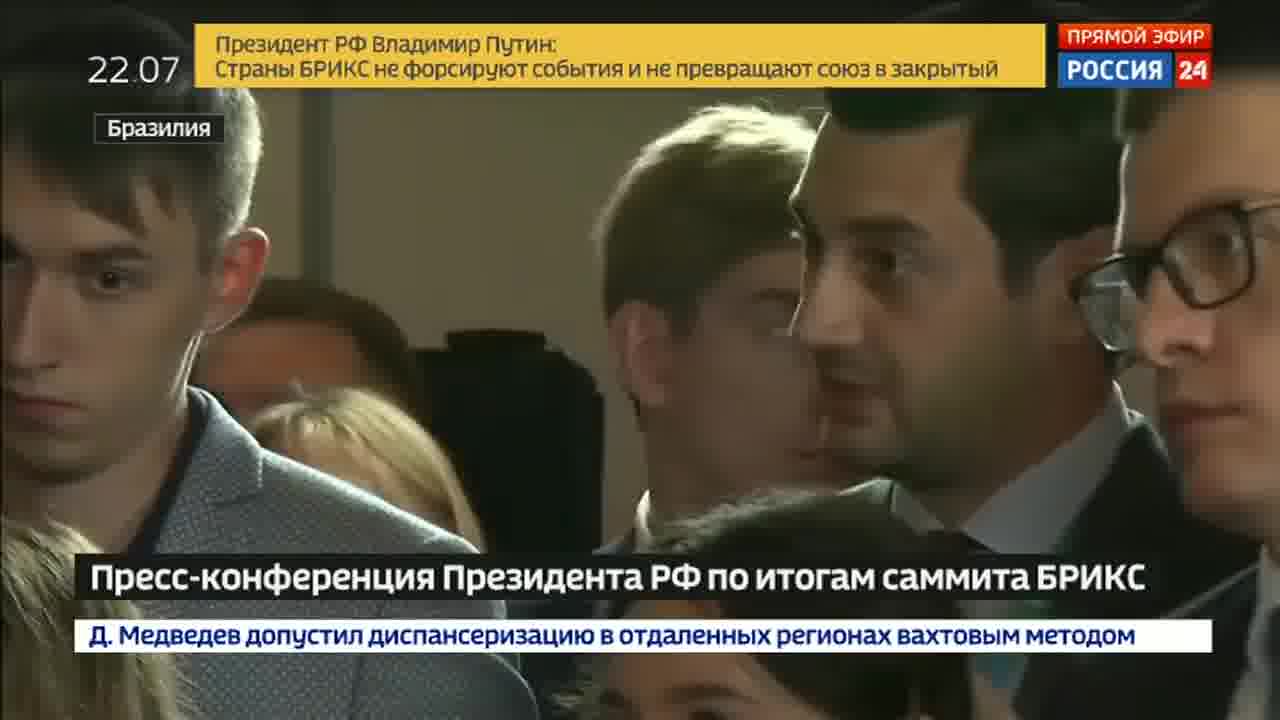 22.07
Президент РФ Владимир Путин:
Страны БРИКС не форсируют события и не превращают союз в закрытый
ПРЯМОЙ ЭФИР
РОССИЯ 24
Бразилия
Пресс-конференция Президента РФ по итогам саммита БРИКС
Д. Медведев допустил диспансеризацию в отдаленных регионах вахтовым методом